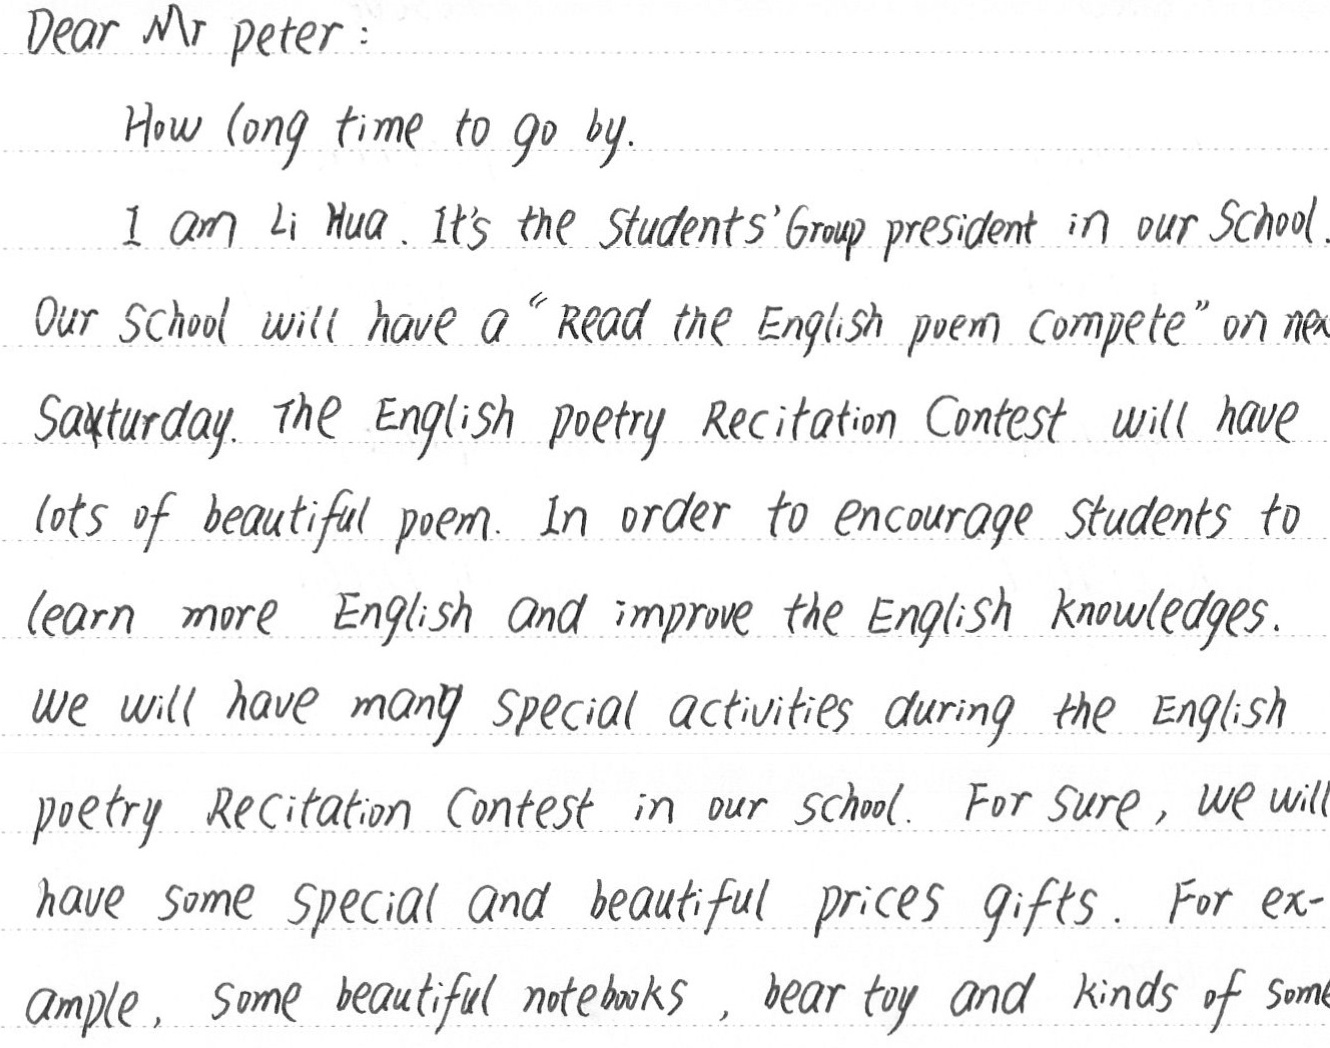 Dear Mr peter:
How long time to go by.
I am Li Hua. It's the Students' Group president in our School.
Our School will have a "Read the English poem Compete" on nex
Saturday. The English poetry Recitation Contest will have
lots of beautiful poem. In order to encourage Students to
learn more English and improve the English knowledges.
We will have many special activities during the English
poetry Recitation Contest in our school. For sure, we will
have some special and beautiful prices gifts. For ex-
ample, some beautiful notebooks, bear toy and kinds of some